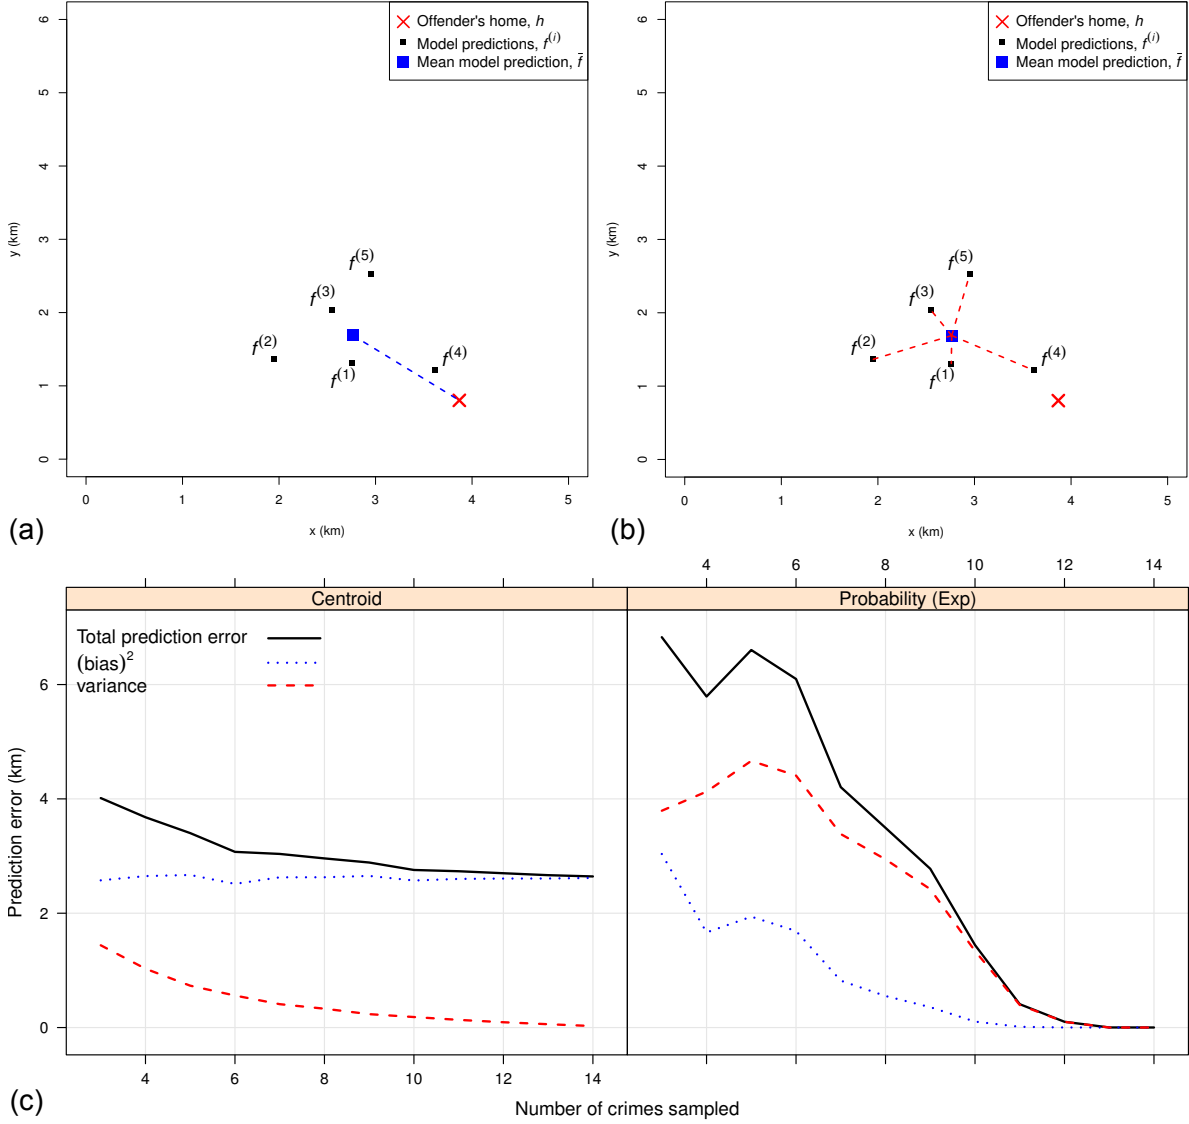 Offender's home, h
Model predictions, f(i)
Mean model prediction, f̄
6
5
4
3
2
1
0
y (km)
f(5)
f(3)
f(2)
f(1)
f(4)
0 1 2 3 4 5
x (km)
(a)
Offender's home, h
Model predictions, f(i)
Mean model prediction, f̄
6
5
4
3
2
1
0
y (km)
f(5)
f(3)
f(2)
f(1)
f(4)
0 1 2 3 4 5
x (km)
(b)
4 6 8 10 12 14
Centroid
Probability (Exp)
Total prediction error
(bias)2
variance
6
4
2
0
Prediction error (km)
4 6 8 10 12 14
Number of crimes sampled
(c)